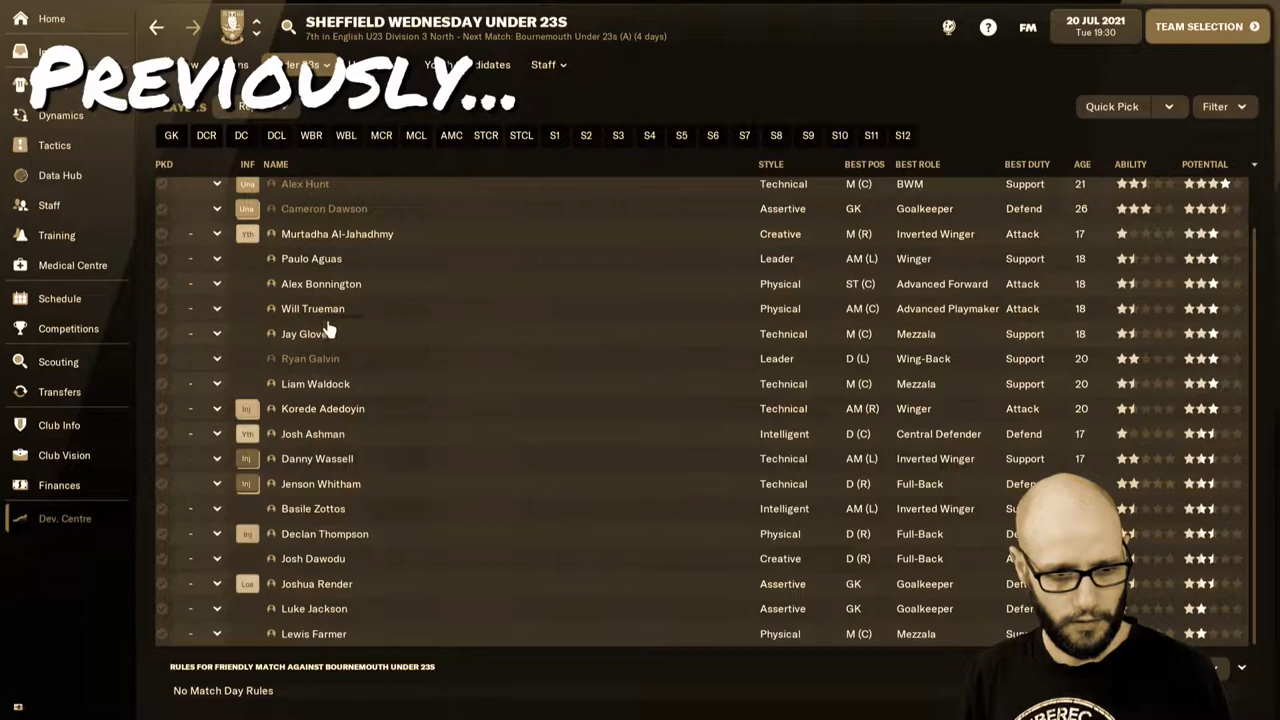 SHEFFIELD WEDNESDAY UNDER 23S
7th in English U23 Division 3 North - Next Match: Bournemouth Under 23s (A) (4 days)
? FM 20 JUL 2021 Tue 19:30 TEAM SELECTION
Home
PREVIOUSLY...
Candidates Staff
Quick Pick Filter
Dynamics
Tactics
Data Hub
Staff
Training
Medical Centre
Schedule
Competitions
Scouting
Transfers
Club Info
Club Vision
Finances
Dev. Centre
GK DCR DC DCL WBR WBL MCR MCL AMC STCR STCL S1 S2 S3 S4 S5 S6 S7 S8 S9 S10 S11 S12
PKD INF NAME STYLE BEST POS BEST ROLE BEST DUTY AGE ABILITY POTENTIAL
Una Alex Hunt Technical M (C) BWM Support 21
Una Cameron Dawson Assertive GK Goalkeeper Defend 26
- Yth Murtadha Al-Jahadhmy Creative M (R) Inverted Winger Attack 17
- Paulo Aguas Leader AM (L) Winger Support 18
- Alex Bonnington Physical ST (C) Advanced Forward Attack 18
- Will Trueman Physical AM (C) Advanced Playmaker Attack 18
- Jay Glover Technical M (C) Mezzala Support 18
- Ryan Galvin Leader D (L) Wing-Back Support 20
- Liam Waldock Technical M (C) Mezzala Support 20
- Inj Korede Adedoyin Technical AM (R) Winger Attack 20
- Yth Josh Ashman Intelligent D (C) Central Defender Defend 17
- Inj Danny Wassell Technical AM (L) Inverted Winger Support 17
- Inj Jenson Whitham Technical D (R) Full-Back
- Basile Zottos Intelligent AM (L) Inverted Winger
- Inj Declan Thompson Physical D (R) Full-Back
- Josh Dawodu Creative D (R) Full-Back
- Loa Joshua Render Assertive GK Goalkeeper
- Luke Jackson Assertive GK Goalkeeper
- Lewis Farmer Physical M (C) Mezzala
RULES FOR FRIENDLY MATCH AGAINST BOURNEMOUTH UNDER 23S
No Match Day Rules